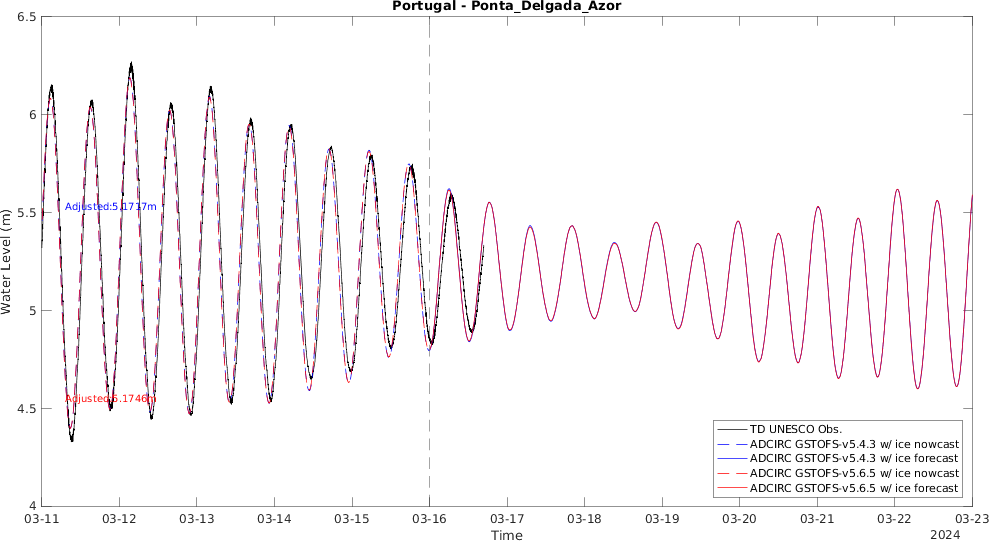 Portugal - Ponta_Delgada_Azor
6.5
6
5.5
5
4.5
4
Water Level (m)
Adjusted:5.1717m
Adjusted:5.1746m
TD UNESCO Obs.
ADCIRC GSTOFS-v5.4.3 w/ ice nowcast
ADCIRC GSTOFS-v5.4.3 w/ ice forecast
ADCIRC GSTOFS-v5.6.5 w/ ice nowcast
ADCIRC GSTOFS-v5.6.5 w/ ice forecast
03-11 03-12 03-13 03-14 03-15 03-16 03-17 03-18 03-19 03-20 03-21 03-22 03-23
Time
2024